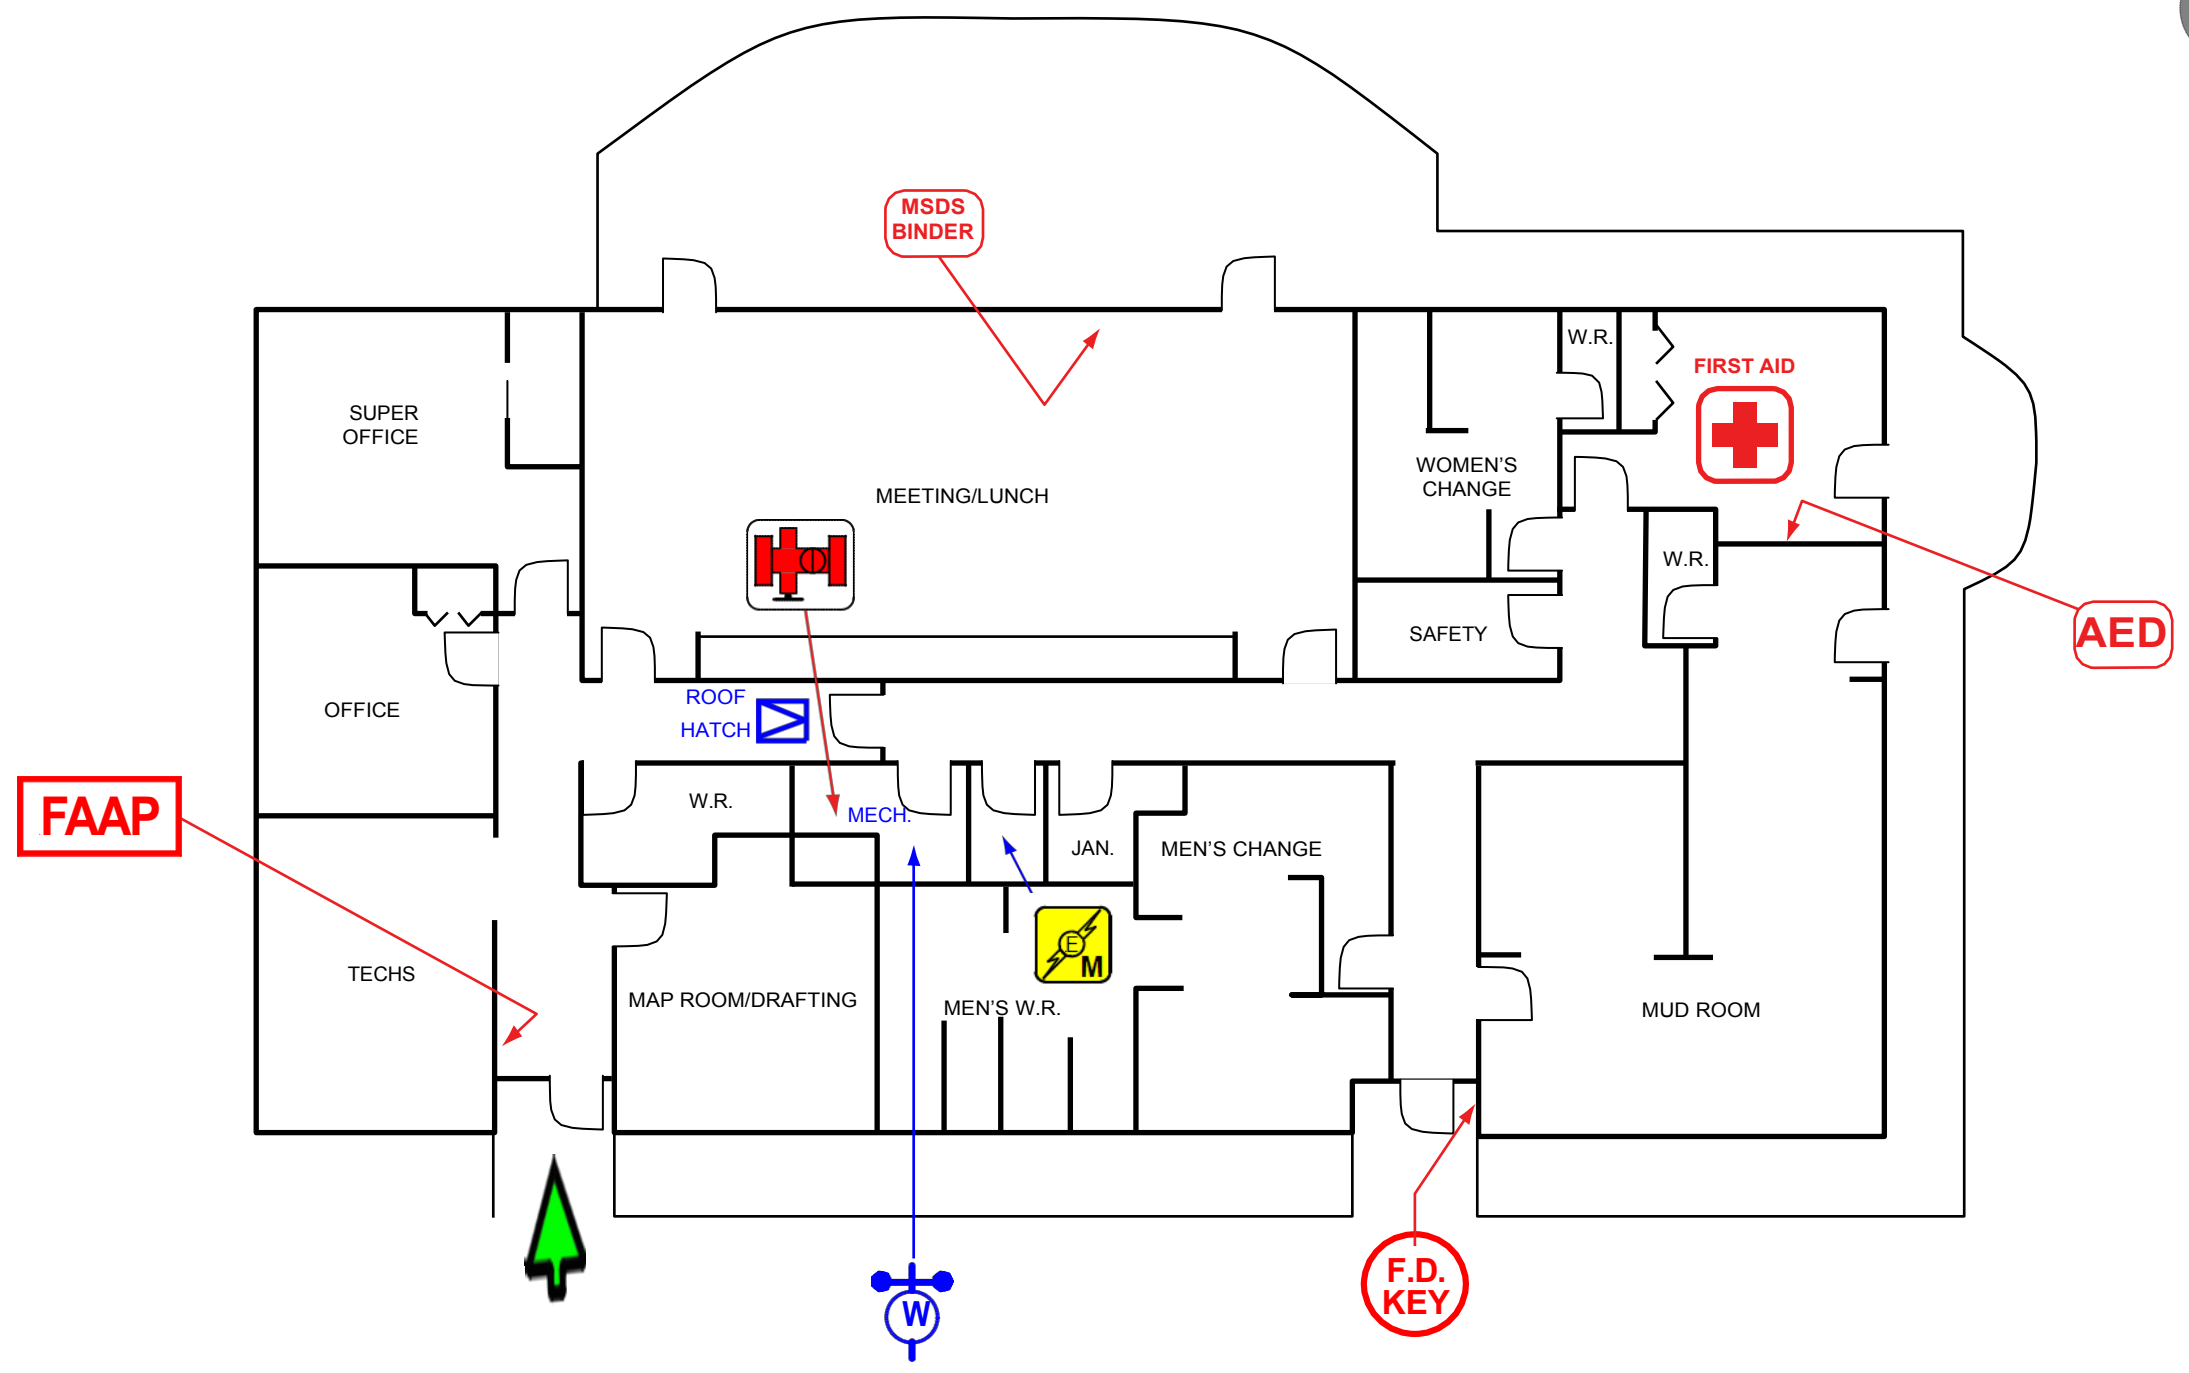 MSDS
BINDER
W.R.
FIRST AID
SUPER
OFFICE
WOMEN'S
CHANGE
MEETING/LUNCH
W.R.
SAFETY
AED
ROOF
HATCH
OFFICE
FAAP
W.R.
MECH.
JAN.
MEN'S CHANGE
E
M
TECHS
MAP ROOM/DRAFTING
MEN'S W.R.
MUD ROOM
F.D.
KEY
W